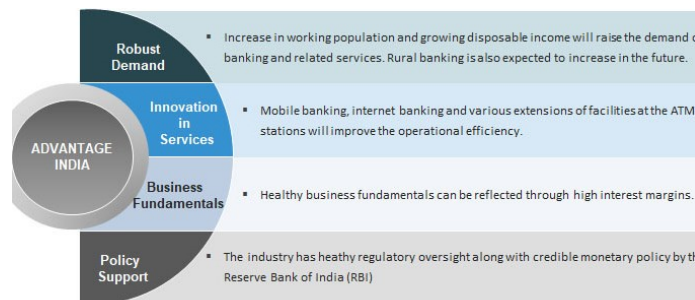 Robust
Demand
Increase in working population and growing disposable income will raise the demand
banking and related services. Rural banking is also expected to increase in the future.
Innovation
in
Services
Mobile banking, internet banking and various extensions of facilities at the ATM
stations will improve the operational efficiency.
ADVANTAGE
INDIA
Business
Fundamentals
Healthy business fundamentals can be reflected through high interest margins.
Policy
Support
The industry has heathy regulatory oversight along with credible monetary policy by
Reserve Bank of India (RBI)